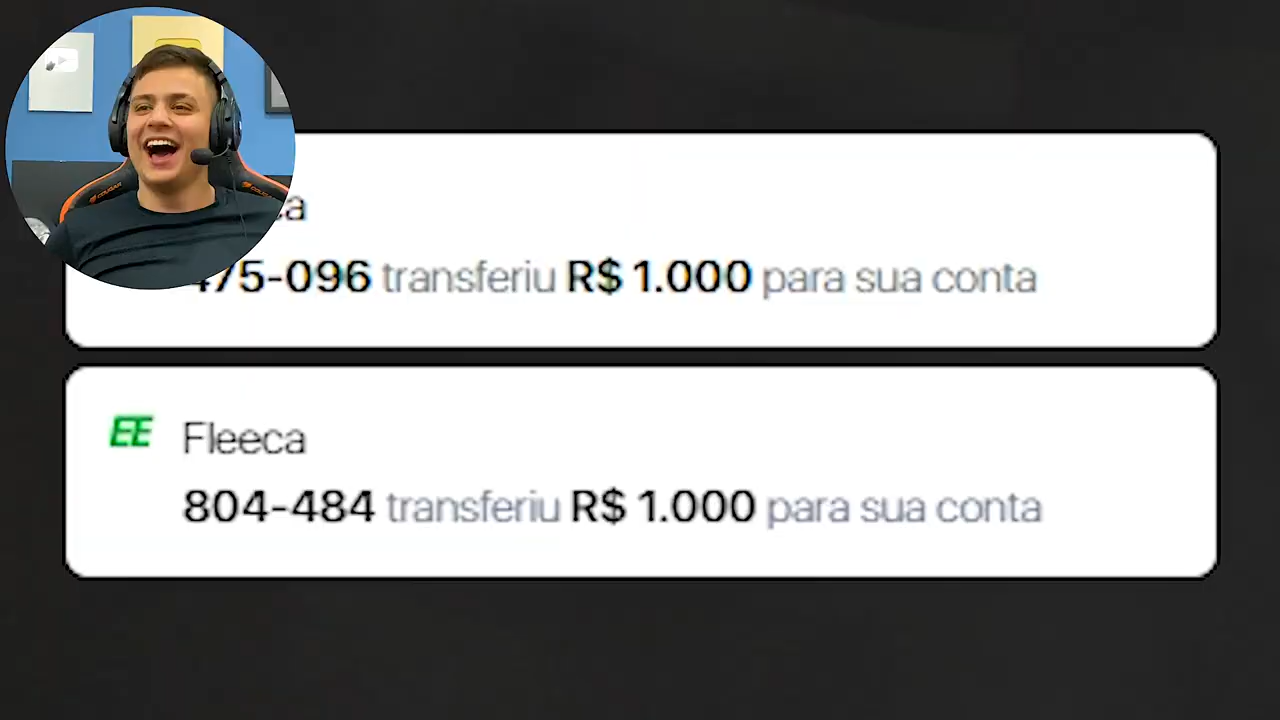 475-096 transferiu R$ 1.000 para sua conta
EE Fleeca
804-484 transferiu R$ 1.000 para sua conta